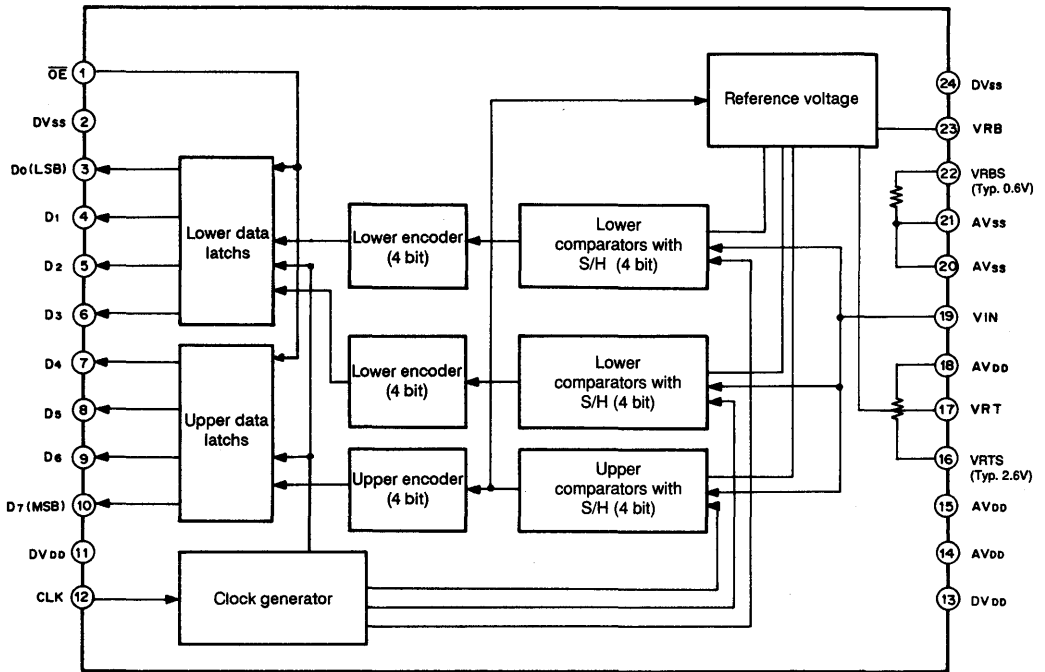 OE
1
DVss
2
D0 (LSB)
3
D1
4
D2
5
D3
6
D4
7
D5
8
D6
9
D7 (MSB)
10
DVDD
11
CLK
12
Lower data
latchs
Upper data
latchs
Clock generator
Lower encoder
(4 bit)
Lower encoder
(4 bit)
Upper encoder
(4 bit)
Lower
comparators with
S/H (4 bit)
Lower
comparators with
S/H (4 bit)
Upper
comparators with
S/H (4 bit)
Reference voltage
24
DVss
23
VRB
22
VRBS
(Typ. 0.6V)
21
AVss
20
AVss
19
VIN
18
AVDD
17
VRT
16
VRTS
(Typ. 2.6V)
15
AVDD
14
AVDD
13
DVDD